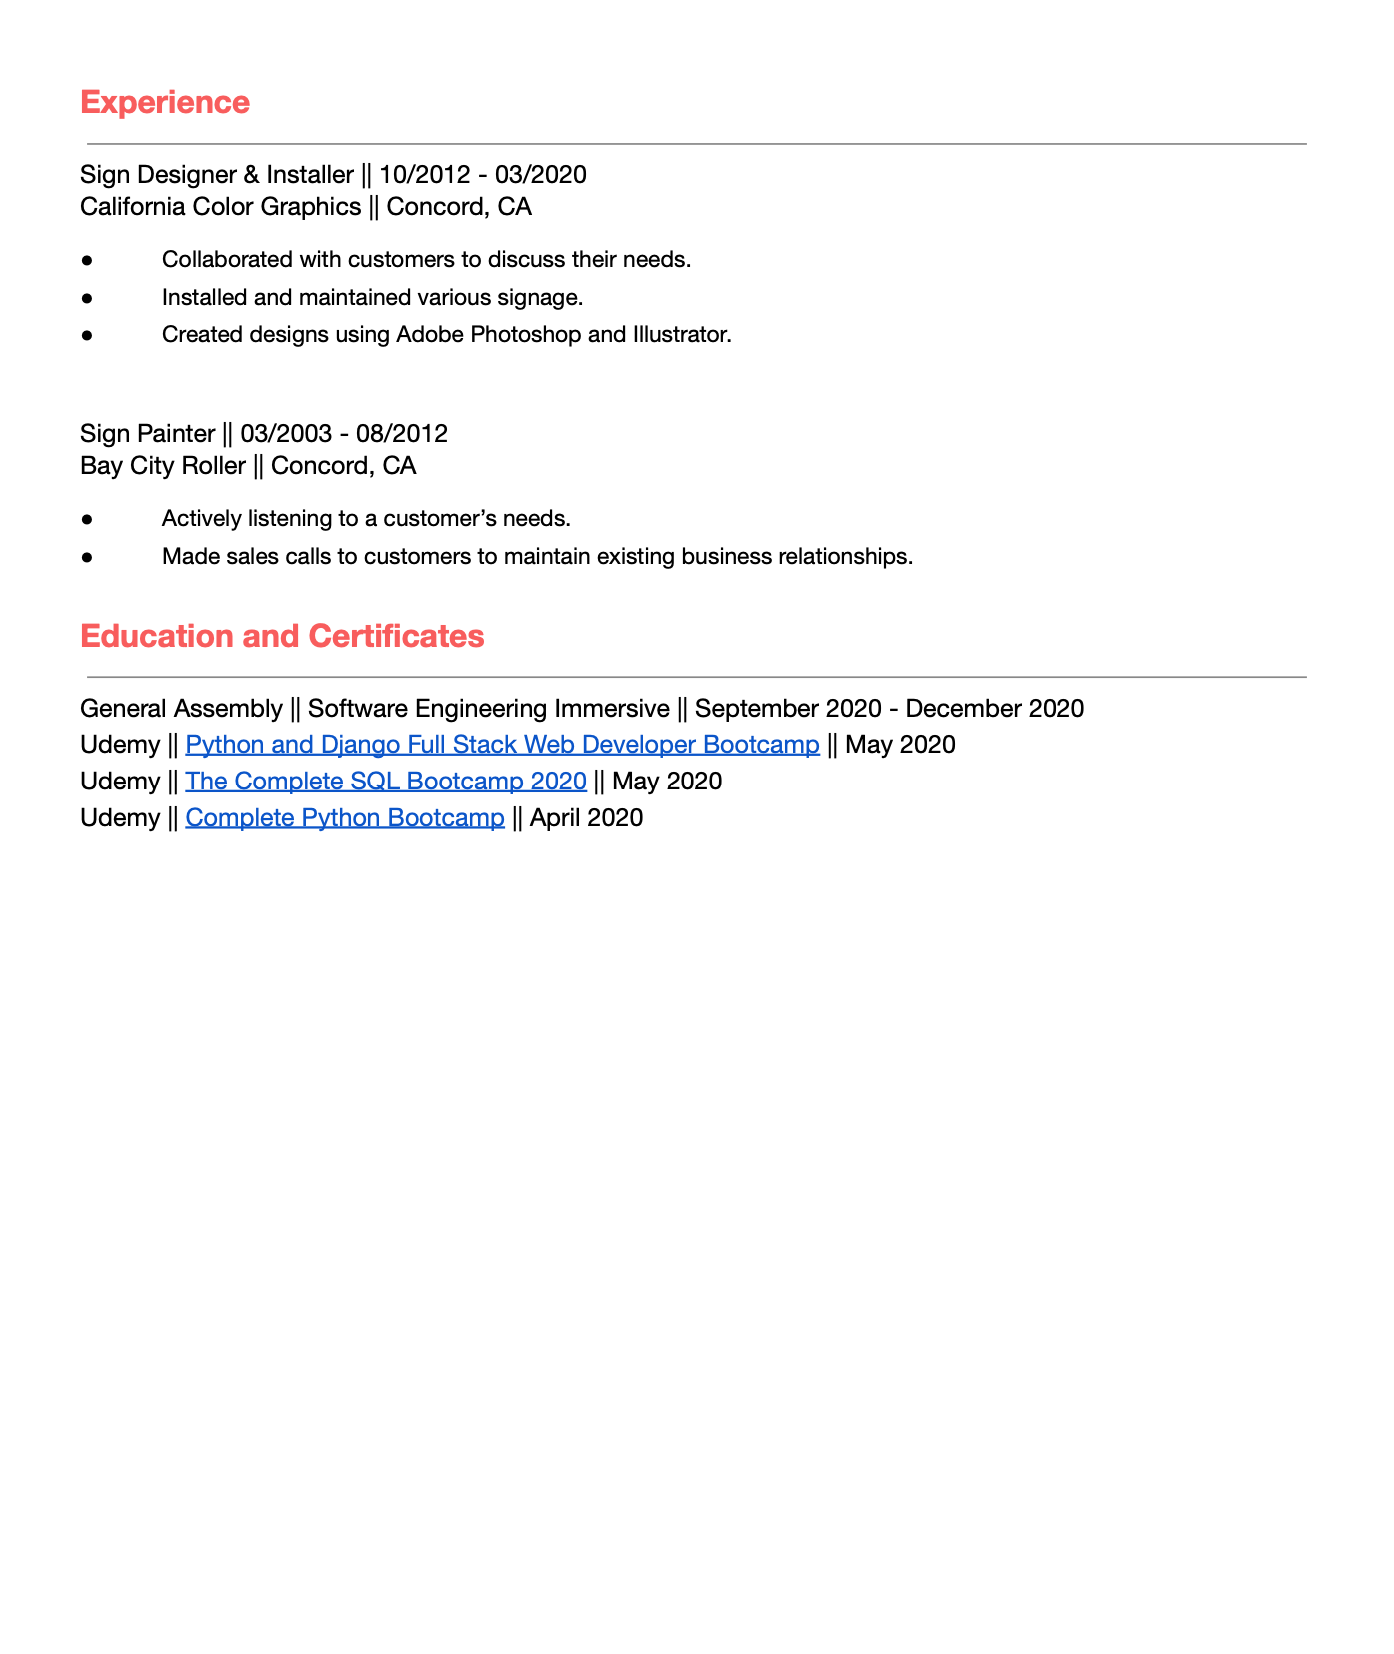 Experience
Sign Designer & Installer || 10/2012 - 03/2020
California Color Graphics || Concord, CA
● Collaborated with customers to discuss their needs.
● Installed and maintained various signage.
● Created designs using Adobe Photoshop and Illustrator.
Sign Painter || 03/2003 - 08/2012
Bay City Roller || Concord, CA
● Actively listening to a customer’s needs.
● Made sales calls to customers to maintain existing business relationships.
Education and Certificates
General Assembly || Software Engineering Immersive || September 2020 - December 2020
Udemy || Python and Django Full Stack Web Developer Bootcamp || May 2020
Udemy || The Complete SQL Bootcamp 2020 || May 2020
Udemy || Complete Python Bootcamp || April 2020